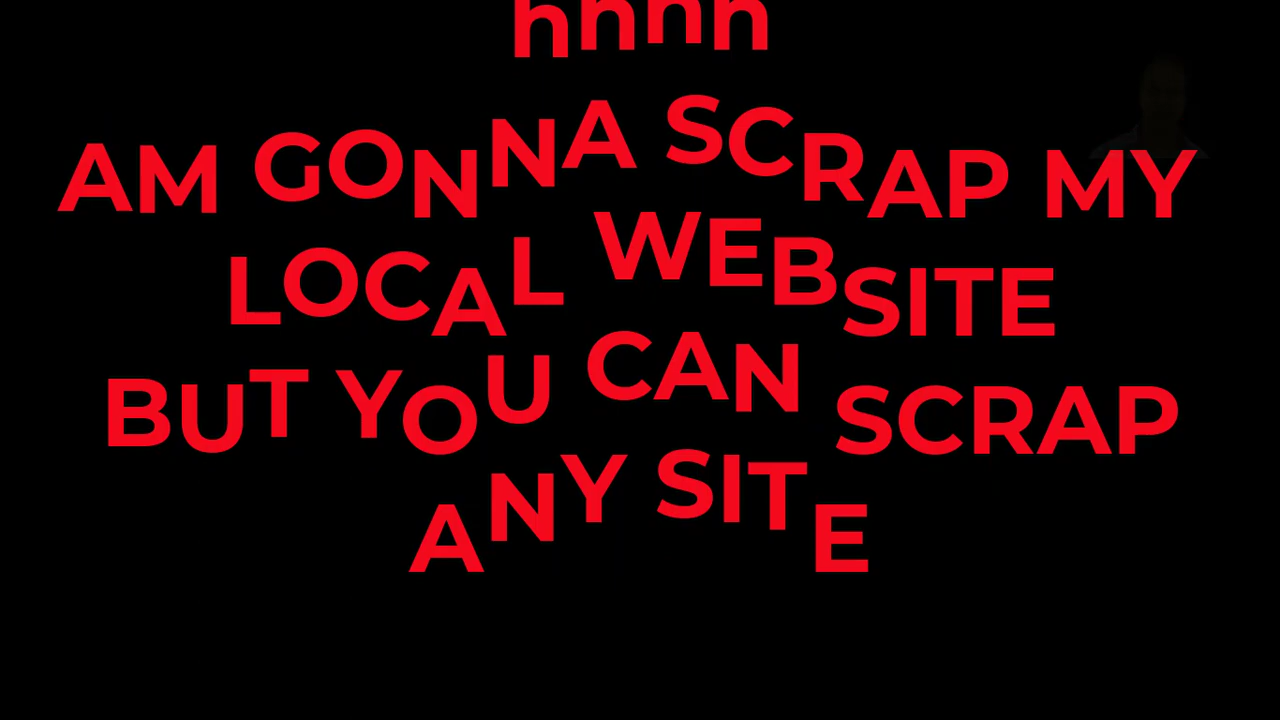 hhhh
AM GONNA SCRAP MY
LOCAL WEBSITE
BUT YOU CAN SCRAP
ANY SITE